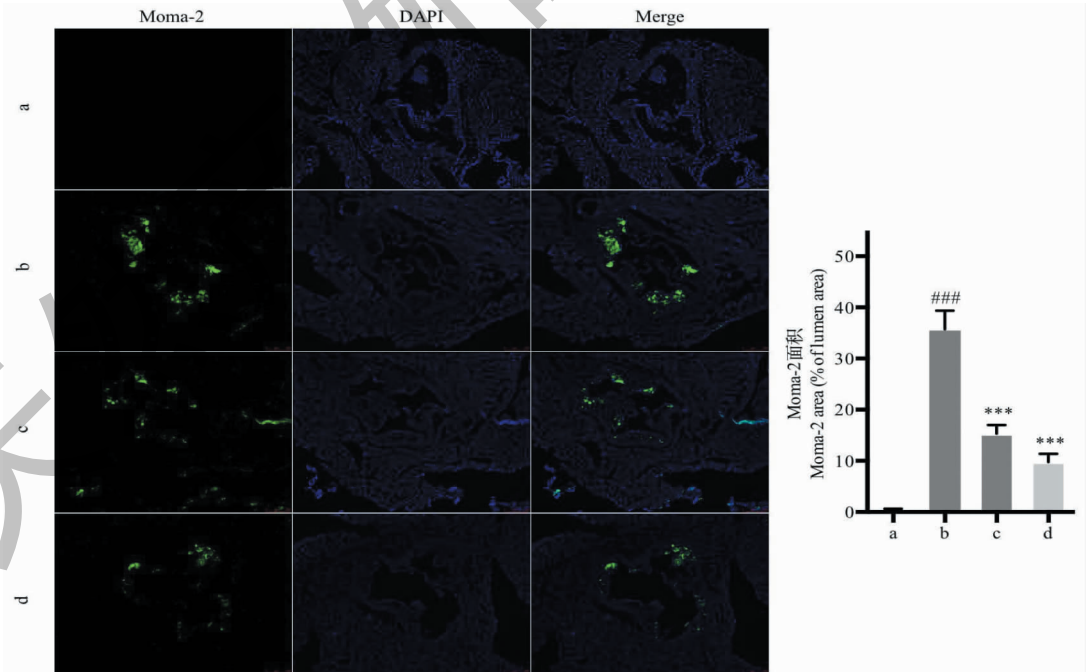 Moma-2 DAPI Merge
a
b
c
d
Moma-2面积
Moma-2 area (% of lumen area)
50
40
30
20
10
0
###
***
***
a b c d